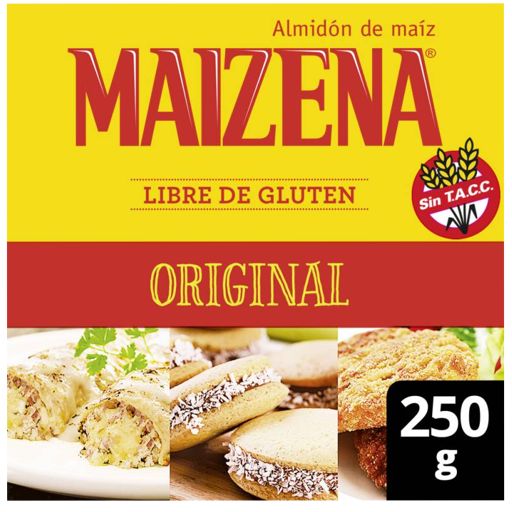 Almidón de maíz
MAIZENA®
LIBRE DE GLUTEN
Sin T.A.C.C.
ORIGINAL
250
g